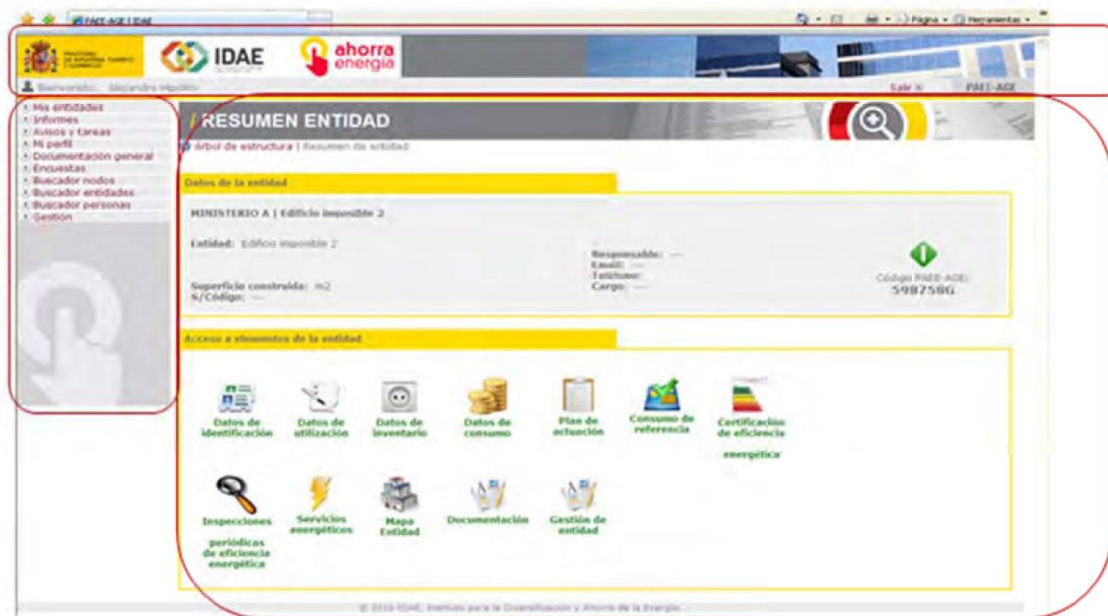 PAEE-AGE | IDAE
Página
Herramientas
IDAE
ahorra
energía
Bienvenido: Alejandro Hipólito
Salir X
PAEE-AGE
Mis entidades
Informes
Avisos y tareas
Mi perfil
Documentación general
Encuestas
Buscador nodos
Buscador entidades
Buscador personas
Gestión
/ RESUMEN ENTIDAD
Árbol de estructura | Resumen de entidad
Datos de la entidad
MINISTERIO A | Edificio imposible 2
Entidad: Edificio imposible 2
Responsable: ---
Email: ---
Teléfono:
Cargo: ---
Superficie construida: m2
S/Código: ---
Código PAEE-AGE:
598758G
Acceso a elementos de la entidad
Datos de identificación
Datos de utilización
Datos de inventario
Datos de consumo
Plan de actuación
Consumo de referencia
Certificación de eficiencia energética
Inspecciones periódicas de eficiencia energética
Servicios energéticos
Mapa Entidad
Documentación
Gestión de entidad
IDAE, Instituto para la Diversificación y Ahorro de la Energía